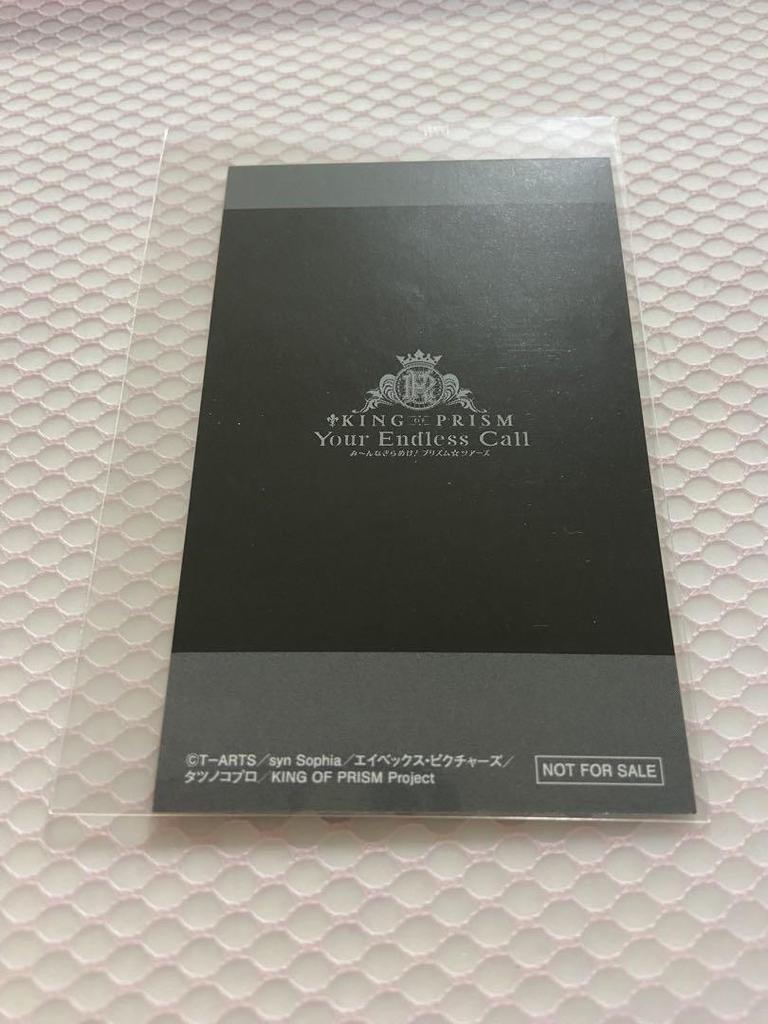 R
KING OF PRISM
Your Endless Call
み〜んなきらめけ！プリズム☆ツアーズ
©T-ARTS／syn Sophia／エイベックス・ピクチャーズ／
タツノコプロ／KING OF PRISM Project
NOT FOR SALE